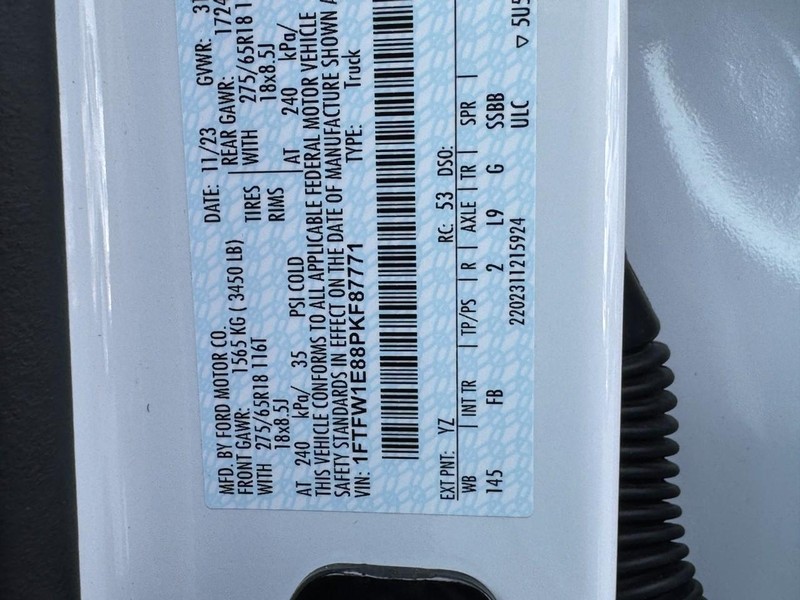 MFD. BY FORD MOTOR CO. DATE: 11/23 GVWR:
FRONT GAWR: 1565 KG ( 3450 LB) REAR GAWR: 1724
WITH 275/65R18 116T TIRES WITH 275/65R18 1
18x8.5J RIMS 18x8.5J
AT 240 kPa/ 35 PSI COLD AT 240 kPa/
THIS VEHICLE CONFORMS TO ALL APPLICABLE FEDERAL MOTOR VEHICLE
SAFETY STANDARDS IN EFFECT ON THE DATE OF MANUFACTURE SHOWN A
VIN: 1FTFW1E88PKF87771 TYPE: Truck
EXT PNT: YZ RC: 53 DSO:
WB | INT TR | TP/PS | R | AXLE | TR | SPR |
145 FB 2 L9 G SSBB
22023111215924 ULC
▽ 5U5